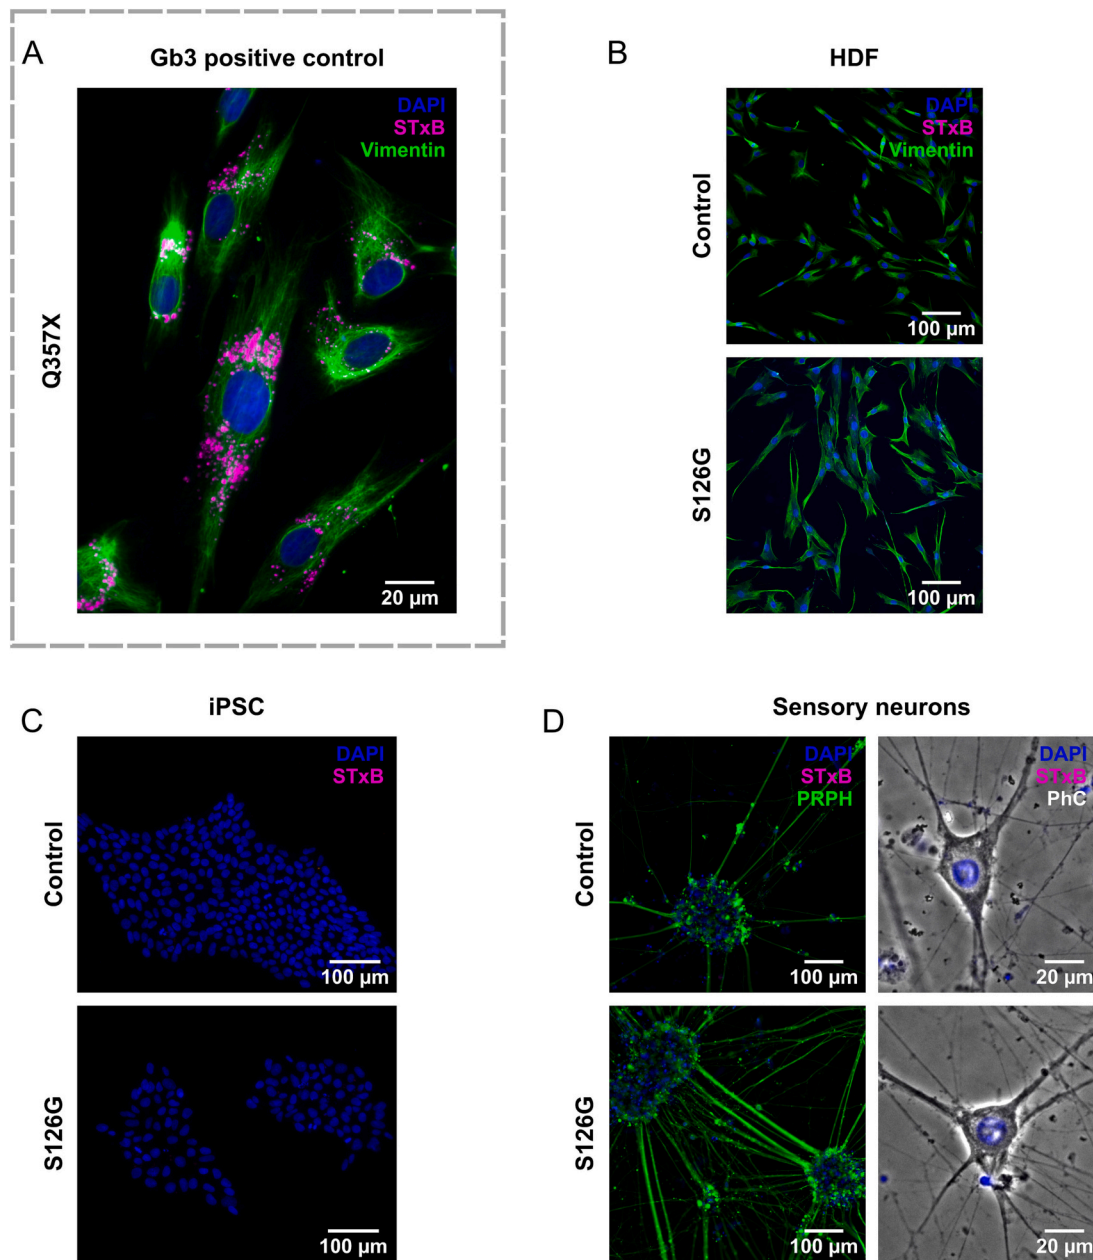 A
Gb3 positive control
DAPI
STxB
Vimentin
Q357X
20 µm
B
HDF
DAPI
STxB
Vimentin
Control
100 µm
S126G
100 µm
C
iPSC
DAPI
STxB
Control
100 µm
S126G
100 µm
D
Sensory neurons
DAPI
STxB
PRPH
100 µm
DAPI
STxB
PhC
20 µm
Control
S126G
100 µm
20 µm